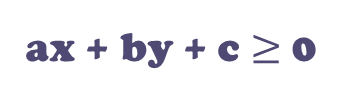 ax + by + c ≥ 0